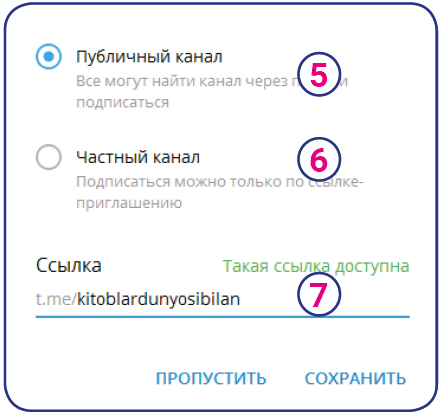 Публичный канал
Все могут найти канал через и
подписаться
5
Частный канал
Подписаться можно только по ссылке-
приглашению
6
Ссылка
Такая ссылка доступна
t.me/kitoblardunyosibilan
7
ПРОПУСТИТЬ
СОХРАНИТЬ